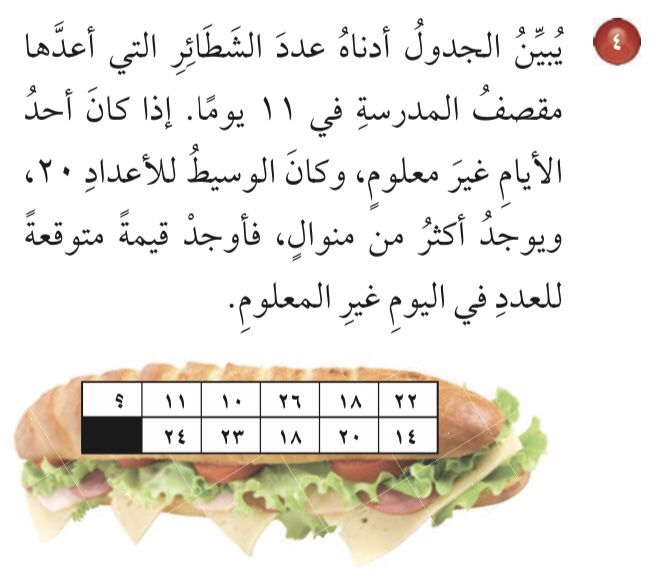 ٤
يُبيِّنُ الجدولُ أدناهُ عددَ الشَطَائِرِ التي أعدَّها
مقصفُ المدرسةِ في ١١ يومًا. إذا كانَ أحدُ
الأيامِ غيرَ معلومٍ، وكانَ الوسيطُ للأعدادِ ٢٠،
ويوجدُ أكثرُ من منوالٍ، فأوجدْ قيمةً متوقعةً
للعددِ في اليومِ غيرِ المعلومِ.
٢٢ ١٨ ٢٦ ١٠ ١١ ؟
١٤ ٢٠ ١٨ ٢٣ ٢٤